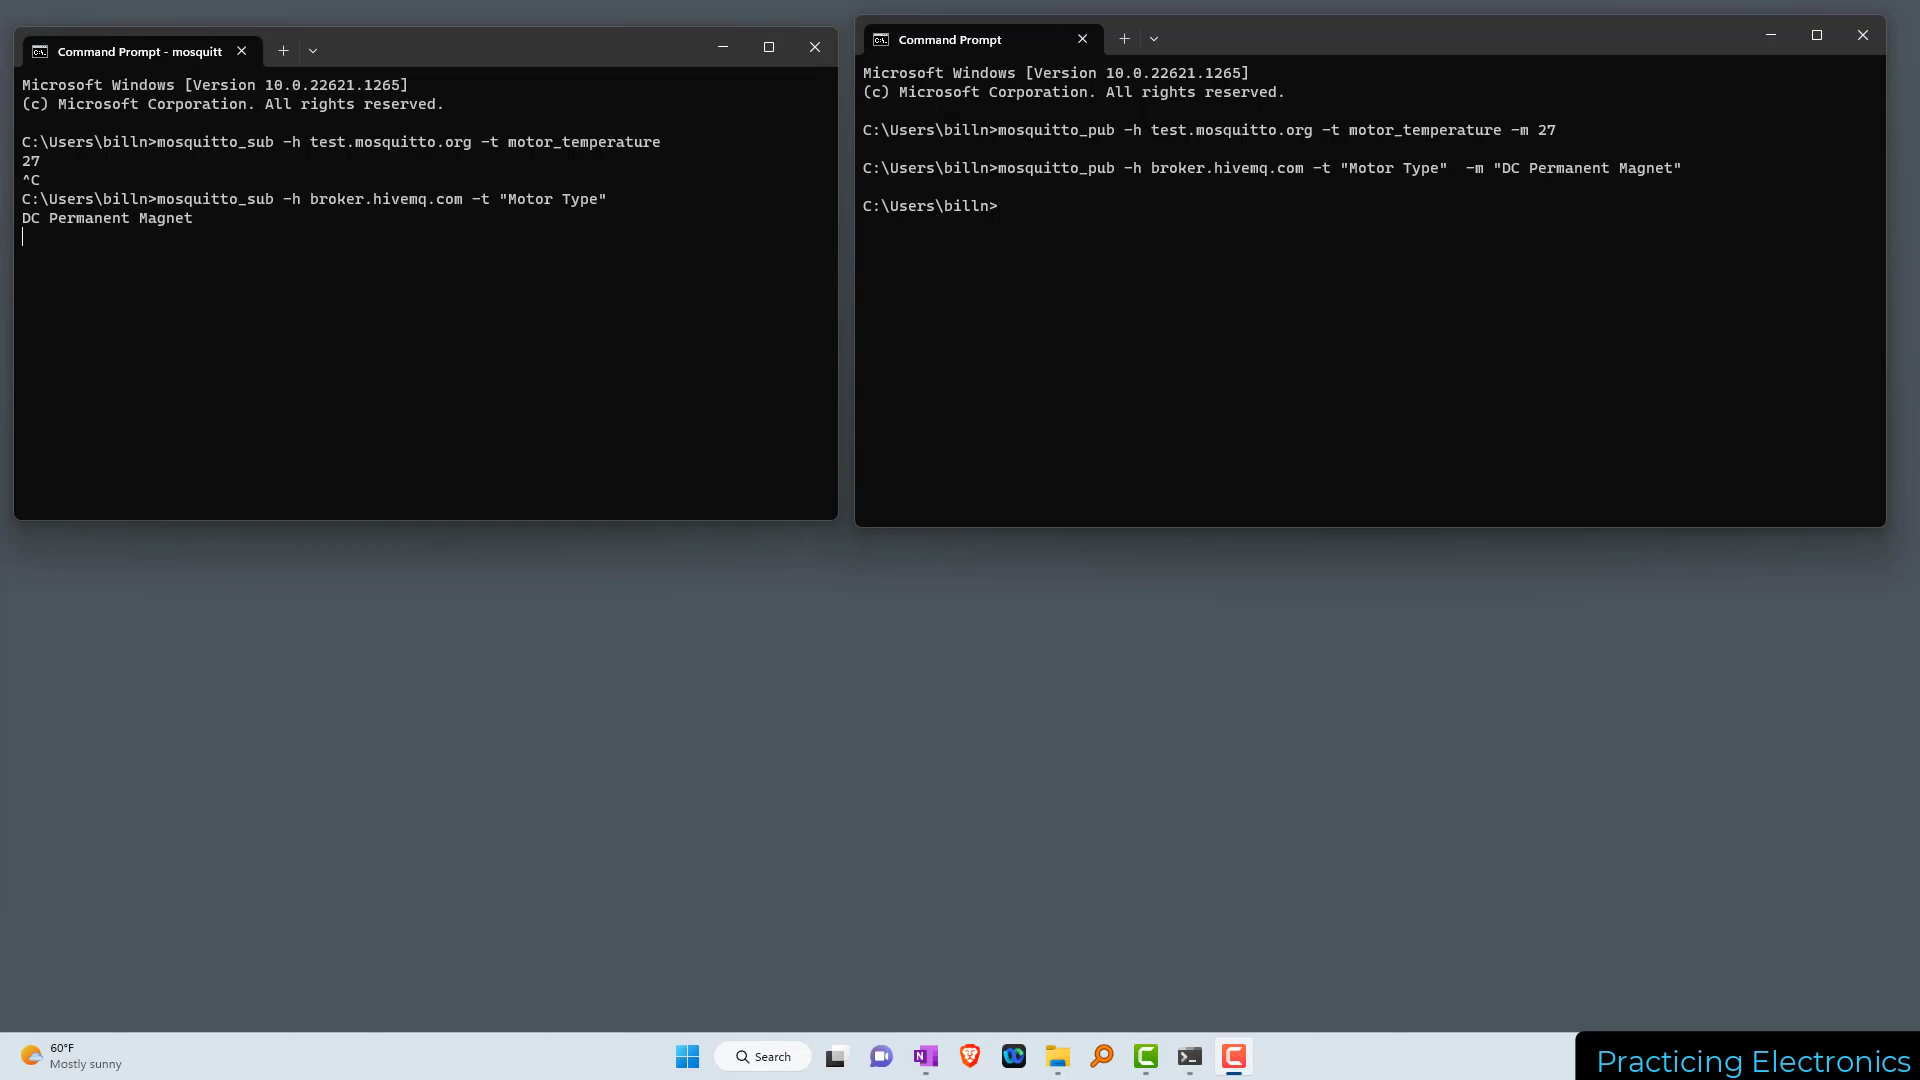 Command Prompt - mosquitt
Microsoft Windows [Version 10.0.22621.1265]
(c) Microsoft Corporation. All rights reserved.
C:\Users\billn>mosquitto_sub -h test.mosquitto.org -t motor_temperature
27
^C
C:\Users\billn>mosquitto_sub -h broker.hivemq.com -t "Motor Type"
DC Permanent Magnet
Command Prompt
Microsoft Windows [Version 10.0.22621.1265]
(c) Microsoft Corporation. All rights reserved.
C:\Users\billn>mosquitto_pub -h test.mosquitto.org -t motor_temperature -m 27
C:\Users\billn>mosquitto_pub -h broker.hivemq.com -t "Motor Type"  -m "DC Permanent Magnet"
C:\Users\billn>
60°F
Mostly sunny
Search
Practicing Electronics